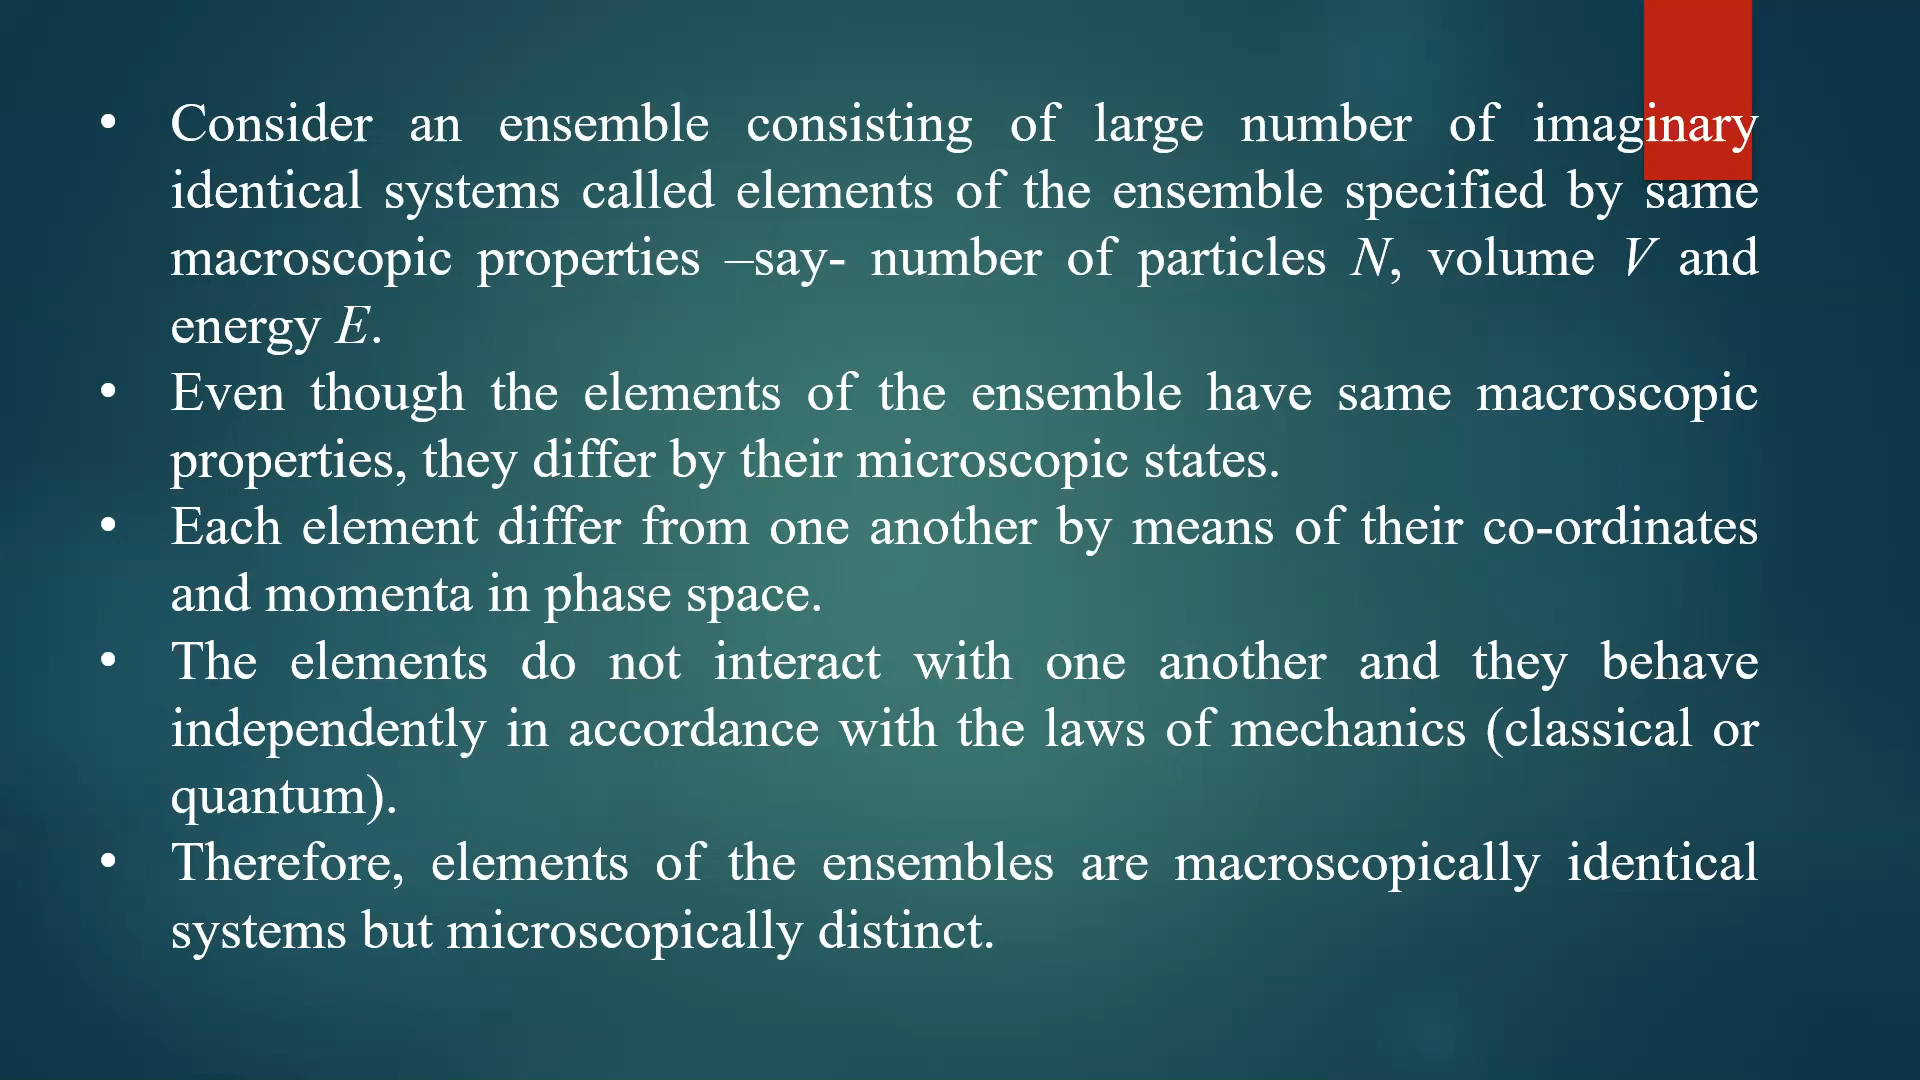 • Consider an ensemble consisting of large number of imaginary
identical systems called elements of the ensemble specified by same
macroscopic properties –say- number of particles N, volume V and
energy E.
• Even though the elements of the ensemble have same macroscopic
properties, they differ by their microscopic states.
• Each element differ from one another by means of their co-ordinates
and momenta in phase space.
• The elements do not interact with one another and they behave
independently in accordance with the laws of mechanics (classical or
quantum).
• Therefore, elements of the ensembles are macroscopically identical
systems but microscopically distinct.